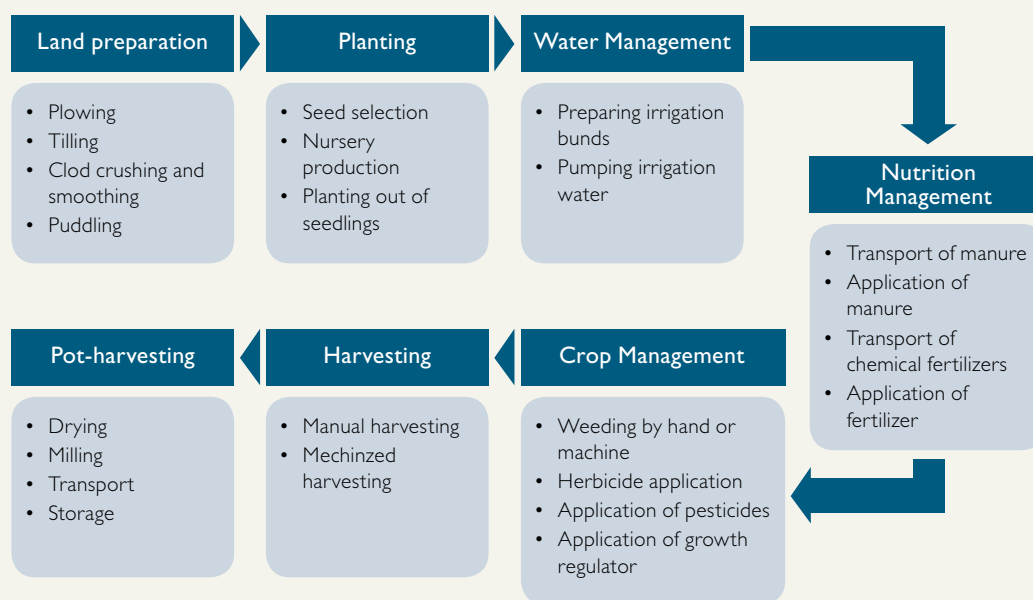 Land preparation
• Plowing
• Tilling
• Clod crushing and
smoothing
• Puddling
Planting
• Seed selection
• Nursery
production
• Planting out of
seedlings
Water Management
• Preparing irrigation
bunds
• Pumping irrigation
water
Nutrition
Management
• Transport of manure
• Application of
manure
• Transport of
chemical fertilizers
• Application of
fertilizer
Crop Management
• Weeding by hand or
machine
• Herbicide application
• Application of pesticides
• Application of growth
regulator
Harvesting
• Manual harvesting
• Mechinzed
harvesting
Pot-harvesting
• Drying
• Milling
• Transport
• Storage